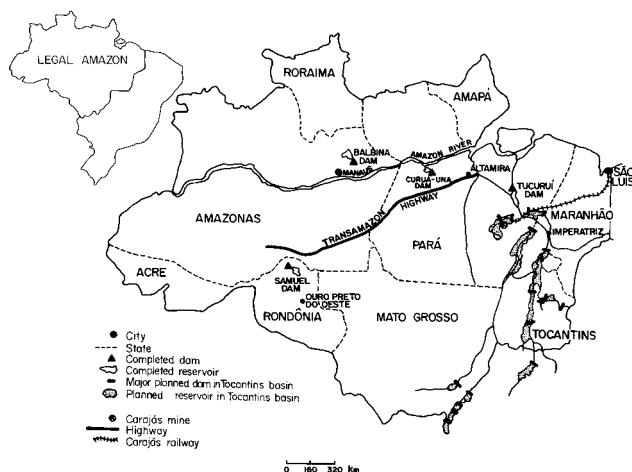 LEGAL AMAZON
RORAIMA
AMAPÁ
BALBINA
DAM
MANAUS
AMAZON RIVER
CURUÁ-UNA
DAM
ALTAMIRA
TUCURUÍ
DAM
SÃO
LUIS
MARANHÃO
IMPERATRIZ
AMAZONAS
TRANSAMAZON
HIGHWAY
PARÁ
ACRE
SAMUEL
DAM
OURO PRETO
DO OESTE
RONDÔNIA
MATO GROSSO
TOCANTINS
City
State
Completed dam
Completed reservoir
Major planned dam in Tocantins basin
Planned reservoir in Tocantins basin
Carajás mine
Highway
Carajás railway
0 160 320 Km